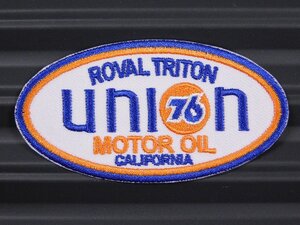 ROVAL TRITON
union 76
MOTOR OIL
CALIFORNIA